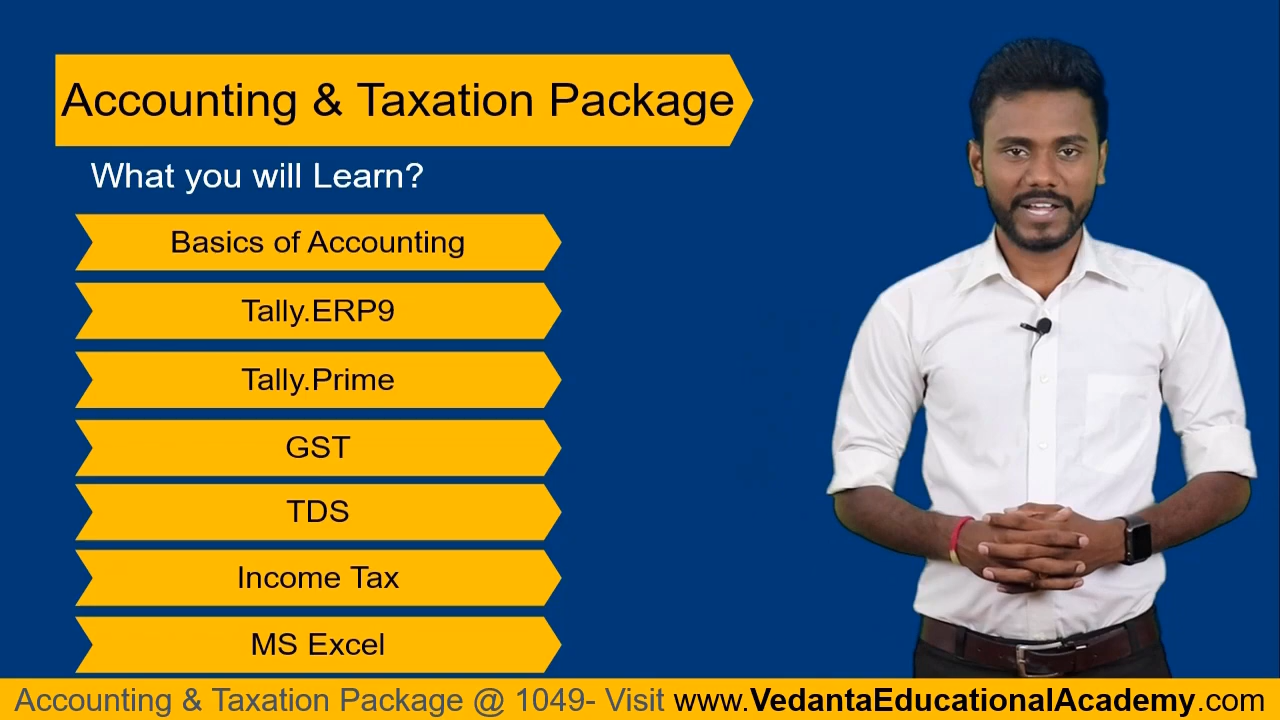 Accounting & Taxation Package
What you will Learn?
Basics of Accounting
Tally.ERP9
Tally.Prime
GST
TDS
Income Tax
MS Excel
Accounting & Taxation Package @ 1049- Visit www.VedantaEducationalAcademy.com